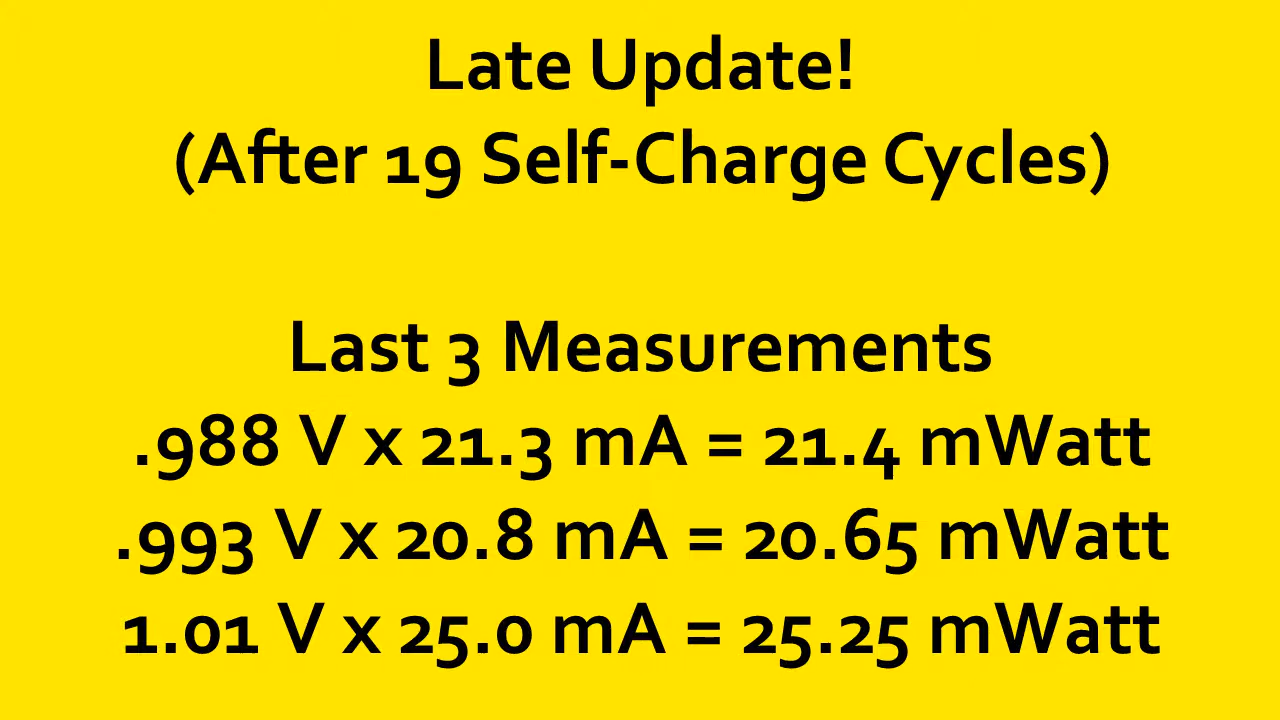 Late Update!
(After 19 Self-Charge Cycles)
Last 3 Measurements
.988 V x 21.3 mA = 21.4 mWatt
.993 V x 20.8 mA = 20.65 mWatt
1.01 V x 25.0 mA = 25.25 mWatt